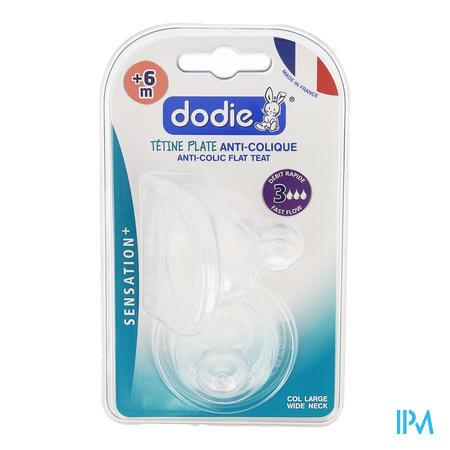 +6
m
MADE IN FRANCE
dodie®
TÉTINE PLATE ANTI-COLIQUE
ANTI-COLIC FLAT TEAT
DÉBIT RAPIDE
3
FAST FLOW
SENSATION+
COL LARGE
WIDE NECK
IPM